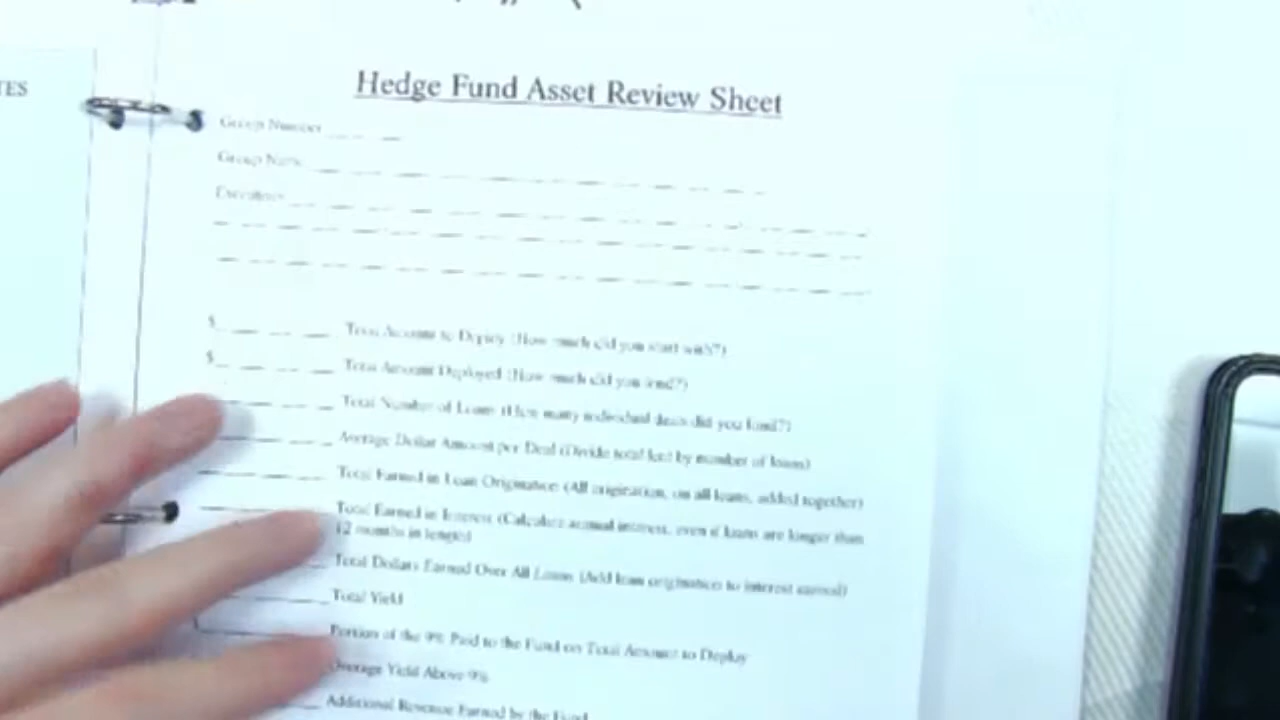 TES
Hedge Fund Asset Review Sheet
Group Number
Group Name
Executives
$ Total Amount to Deploy (How much did you start with?)
$ Total Amount Deployed (How much did you lend?)
Total Number of Loans (How many individual deals did you fund?)
Average Dollar Amount per Deal (Divide total lent by number of loans)
Total Earned in Loan Origination (All origination, on all loans, added together)
Total Earned in Interest (Calculate annual interest, even if loans are longer than
12 months in length)
Total Dollars Earned Over All Loans (Add loan origination to interest earned)
Total Yield
Portion of the 9% Paid to the Fund on Total Amount to Deploy
Average Yield Above 9%
Additional Revenue Earned by the Fund